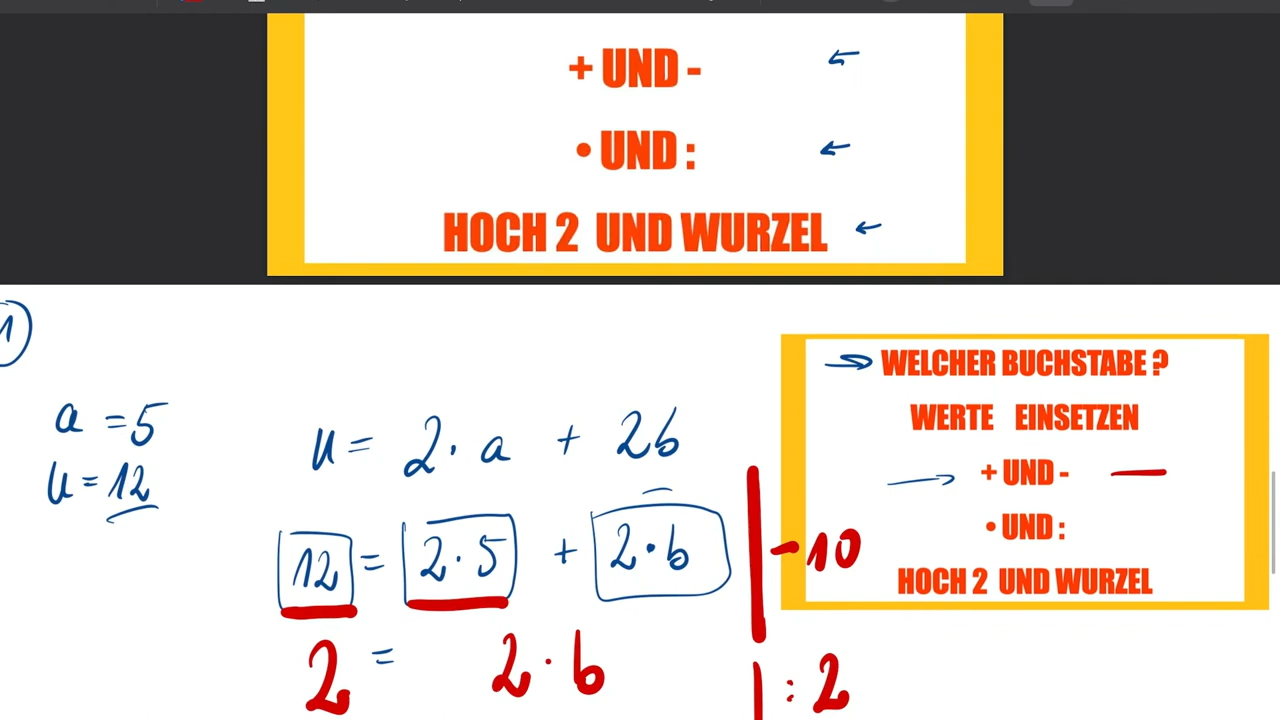 + UND -
• UND :
HOCH 2 UND WURZEL
1
a = 5
u = 12
u = 2 · a + 2b
12 = 2 · 5 + 2 · b | - 10
2 = 2 · b | : 2
WELCHER BUCHSTABE ?
WERTE EINSETZEN
+ UND -
• UND :
HOCH 2 UND WURZEL